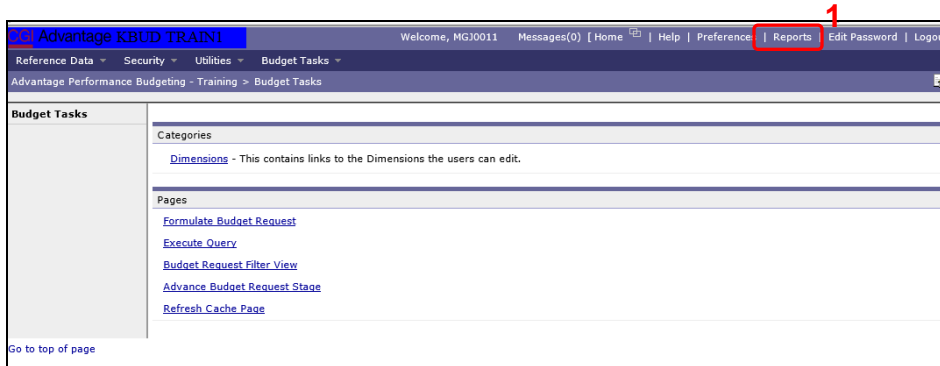 1
CGI Advantage KBUD TRAIN1 Welcome, MGJ0011 Messages(0) [ Home | Help | Preferences | Reports | Edit Password |
Reference Data Security Utilities Budget Tasks
Advantage Performance Budgeting - Training > Budget Tasks
Budget Tasks
Categories
Dimensions - This contains links to the Dimensions the users can edit.
Pages
Formulate Budget Request
Execute Query
Budget Request Filter View
Advance Budget Request Stage
Refresh Cache Page
Go to top of page